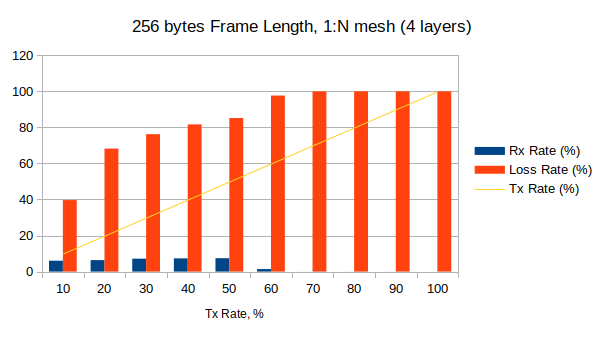 256 bytes Frame Length, 1:N mesh (4 layers)
120
100
80
60
40
20
0
10 20 30 40 50 60 70 80 90 100
Tx Rate, %
Rx Rate (%)
Loss Rate (%)
Tx Rate (%)